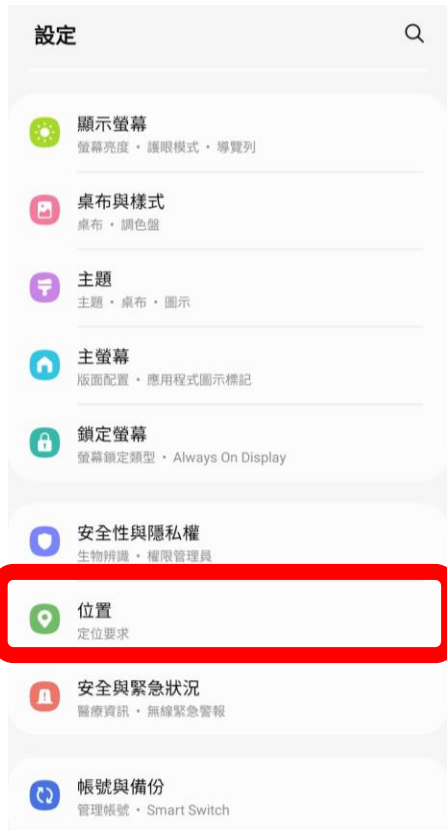 設定
顯示螢幕
螢幕亮度 • 護眼模式 • 導覽列
桌布與樣式
桌布 • 調色盤
主題
主題 • 桌布 • 圖示
主螢幕
版面配置 • 應用程式圖示標記
鎖定螢幕
螢幕鎖定類型 • Always On Display
安全性與隱私權
生物辨識 • 權限管理員
位置
定位要求
安全與緊急狀況
醫療資訊 • 無線緊急警報
帳號與備份
管理帳號 • Smart Switch